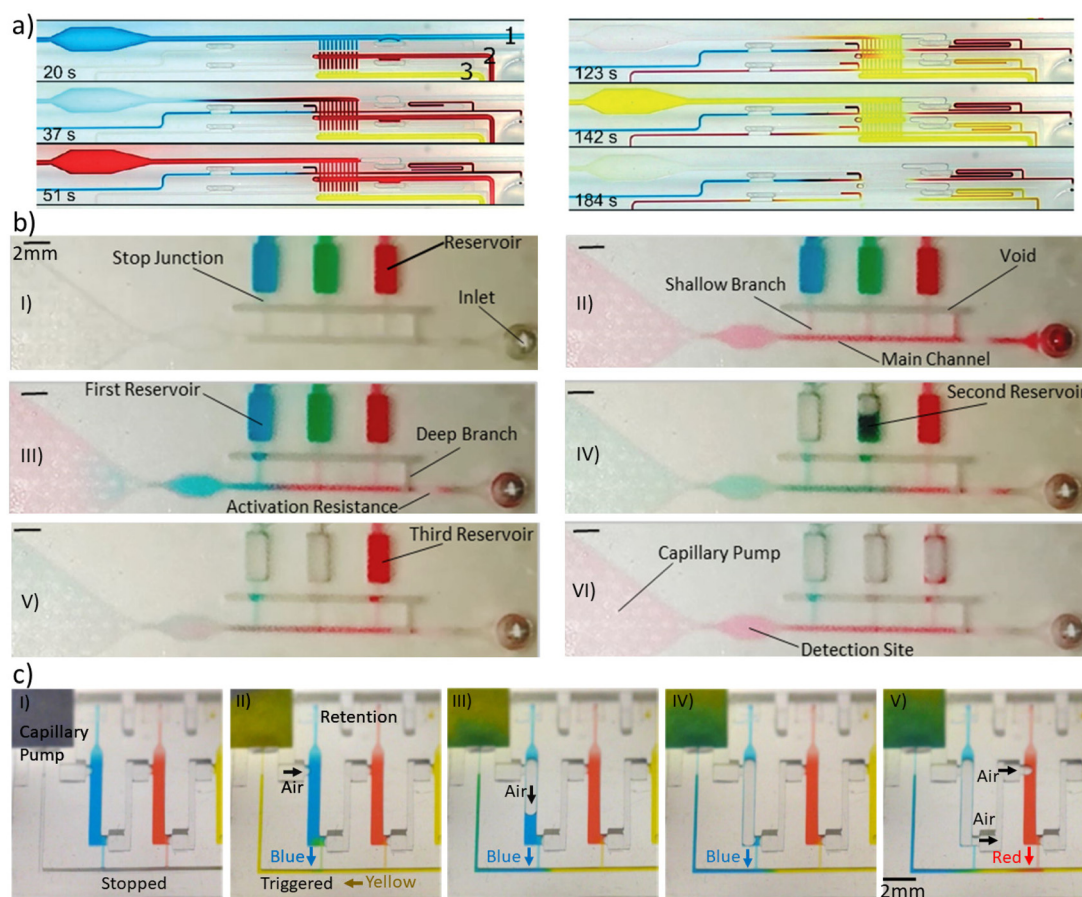 a)
1
2
3
20 s
37 s
51 s
123 s
142 s
184 s
b)
2mm
I)
Stop Junction
Reservoir
Inlet
II)
Shallow Branch
Void
Main Channel
III)
First Reservoir
Deep Branch
Activation Resistance
IV)
Second Reservoir
V)
Third Reservoir
VI)
Capillary Pump
Detection Site
c)
I)
Capillary
Pump
Stopped
II)
Retention
Air
Blue
Triggered
Yellow
III)
Air
Blue
IV)
Blue
V)
Air
Air
Red
2mm